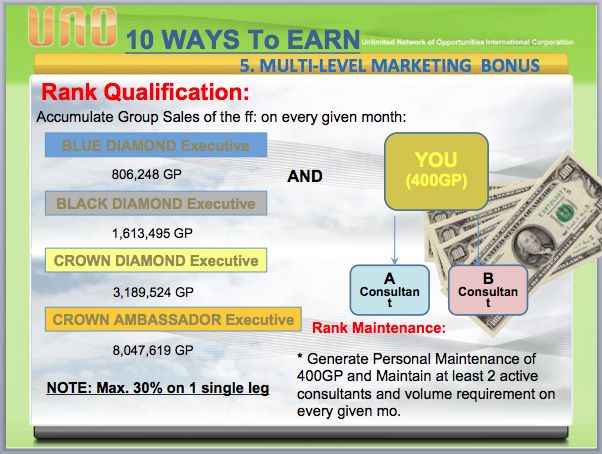 UNO
10 WAYS To EARN
Unlimited Network of Opportunities International Corporation
5. MULTI-LEVEL MARKETING BONUS
Rank Qualification:
Accumulate Group Sales of the ff: on every given month:
BLUE DIAMOND Executive
806,248 GP
BLACK DIAMOND Executive
1,613,495 GP
CROWN DIAMOND Executive
3,189,524 GP
CROWN AMBASSADOR Executive
8,047,619 GP
NOTE: Max. 30% on 1 single leg
AND
YOU
(400GP)
A
Consultan
t
B
Consultan
t
Rank Maintenance:
* Generate Personal Maintenance of
400GP and Maintain at least 2 active
consultants and volume requirement on
every given mo.